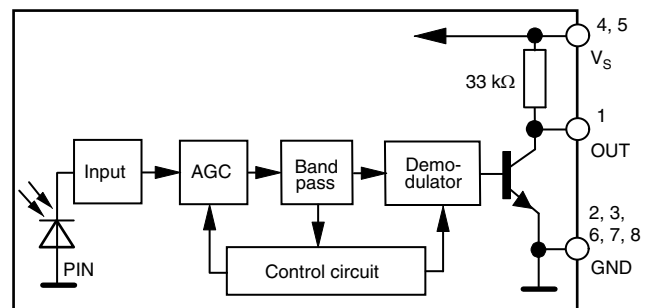 4, 5
V_S
33 kΩ
1
OUT
Input
AGC
Band
pass
Demo-
dulator
2, 3,
6, 7, 8
GND
PIN
Control circuit